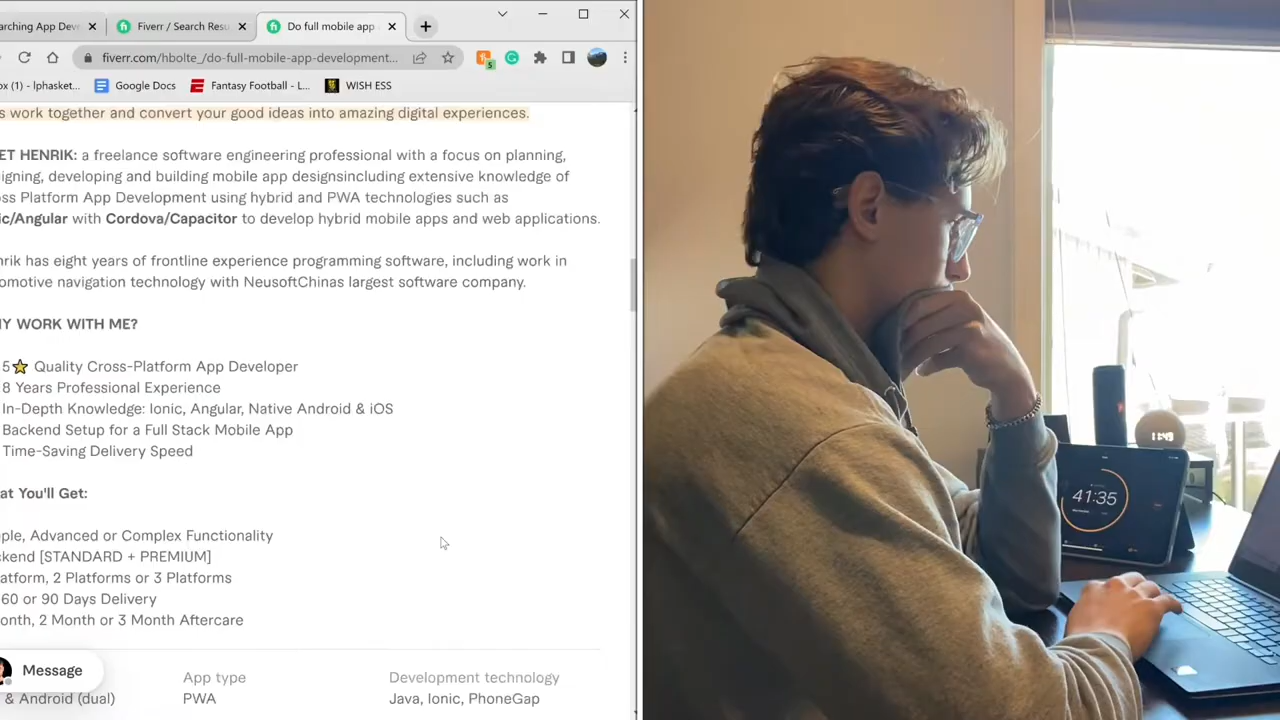 arching App Dev
Fiverr / Search Resu
Do full mobile app
fiverr.com/hbolte_/do-full-mobile-app-development...
5
ox (1) - lphasket...
Google Docs
Fantasy Football - L...
WISH ESS
s work together and convert your good ideas into amazing digital experiences.
ET HENRIK: a freelance software engineering professional with a focus on planning,
igning, developing and building mobile app designsincluding extensive knowledge of
ss Platform App Development using hybrid and PWA technologies such as
ic/Angular with Cordova/Capacitor to develop hybrid mobile apps and web applications.
nrik has eight years of frontline experience programming software, including work in
omotive navigation technology with NeusoftChinas largest software company.
Y WORK WITH ME?
5⭐ Quality Cross-Platform App Developer
8 Years Professional Experience
In-Depth Knowledge: Ionic, Angular, Native Android & iOS
Backend Setup for a Full Stack Mobile App
Time-Saving Delivery Speed
at You'll Get:
ple, Advanced or Complex Functionality
kend [STANDARD + PREMIUM]
atform, 2 Platforms or 3 Platforms
60 or 90 Days Delivery
onth, 2 Month or 3 Month Aftercare
Message
& Android (dual)
App type
PWA
Development technology
Java, Ionic, PhoneGap
11:49
41:35